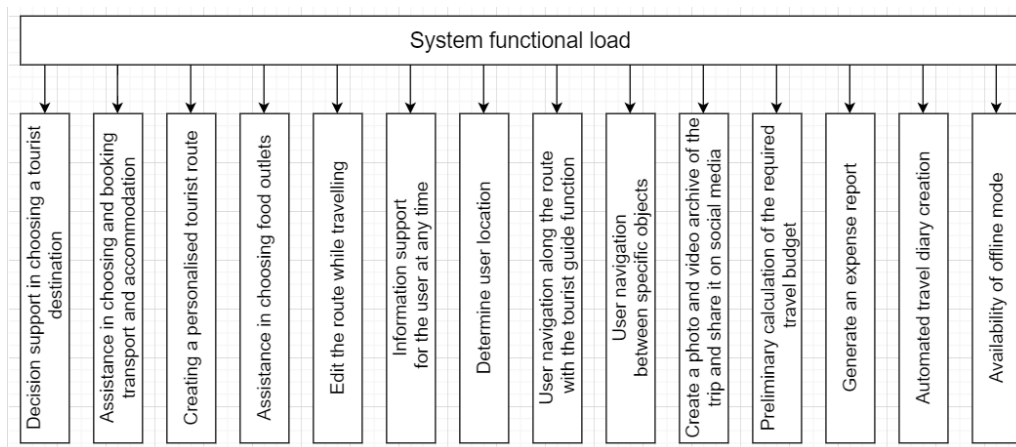 System functional load
Decision support in choosing a tourist
destination
Assistance in choosing and booking
transport and accommodation
Creating a personalised tourist route
Assistance in choosing food outlets
Edit the route while travelling
Information support
for the user at any time
Determine user location
User navigation along the route
with the tourist guide function
User navigation
between specific objects
Create a photo and video archive of the
trip and share it on social media
Preliminary calculation of the required
travel budget
Generate an expense report
Automated travel diary creation
Availability of offline mode